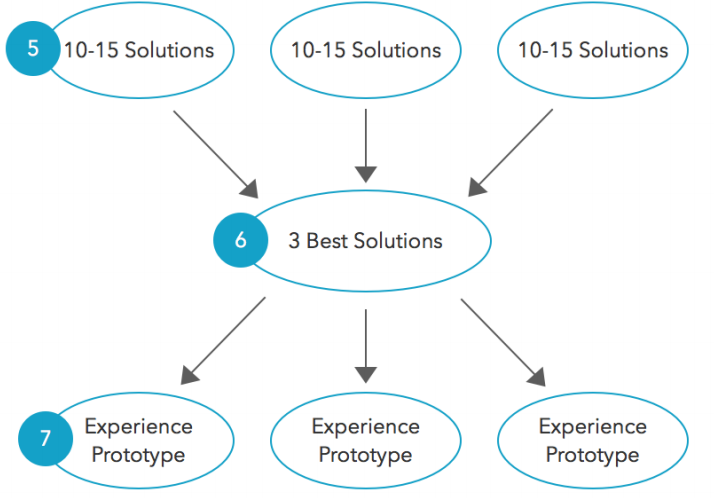 5
10-15 Solutions
10-15 Solutions
10-15 Solutions
6
3 Best Solutions
7
Experience
Prototype
Experience
Prototype
Experience
Prototype